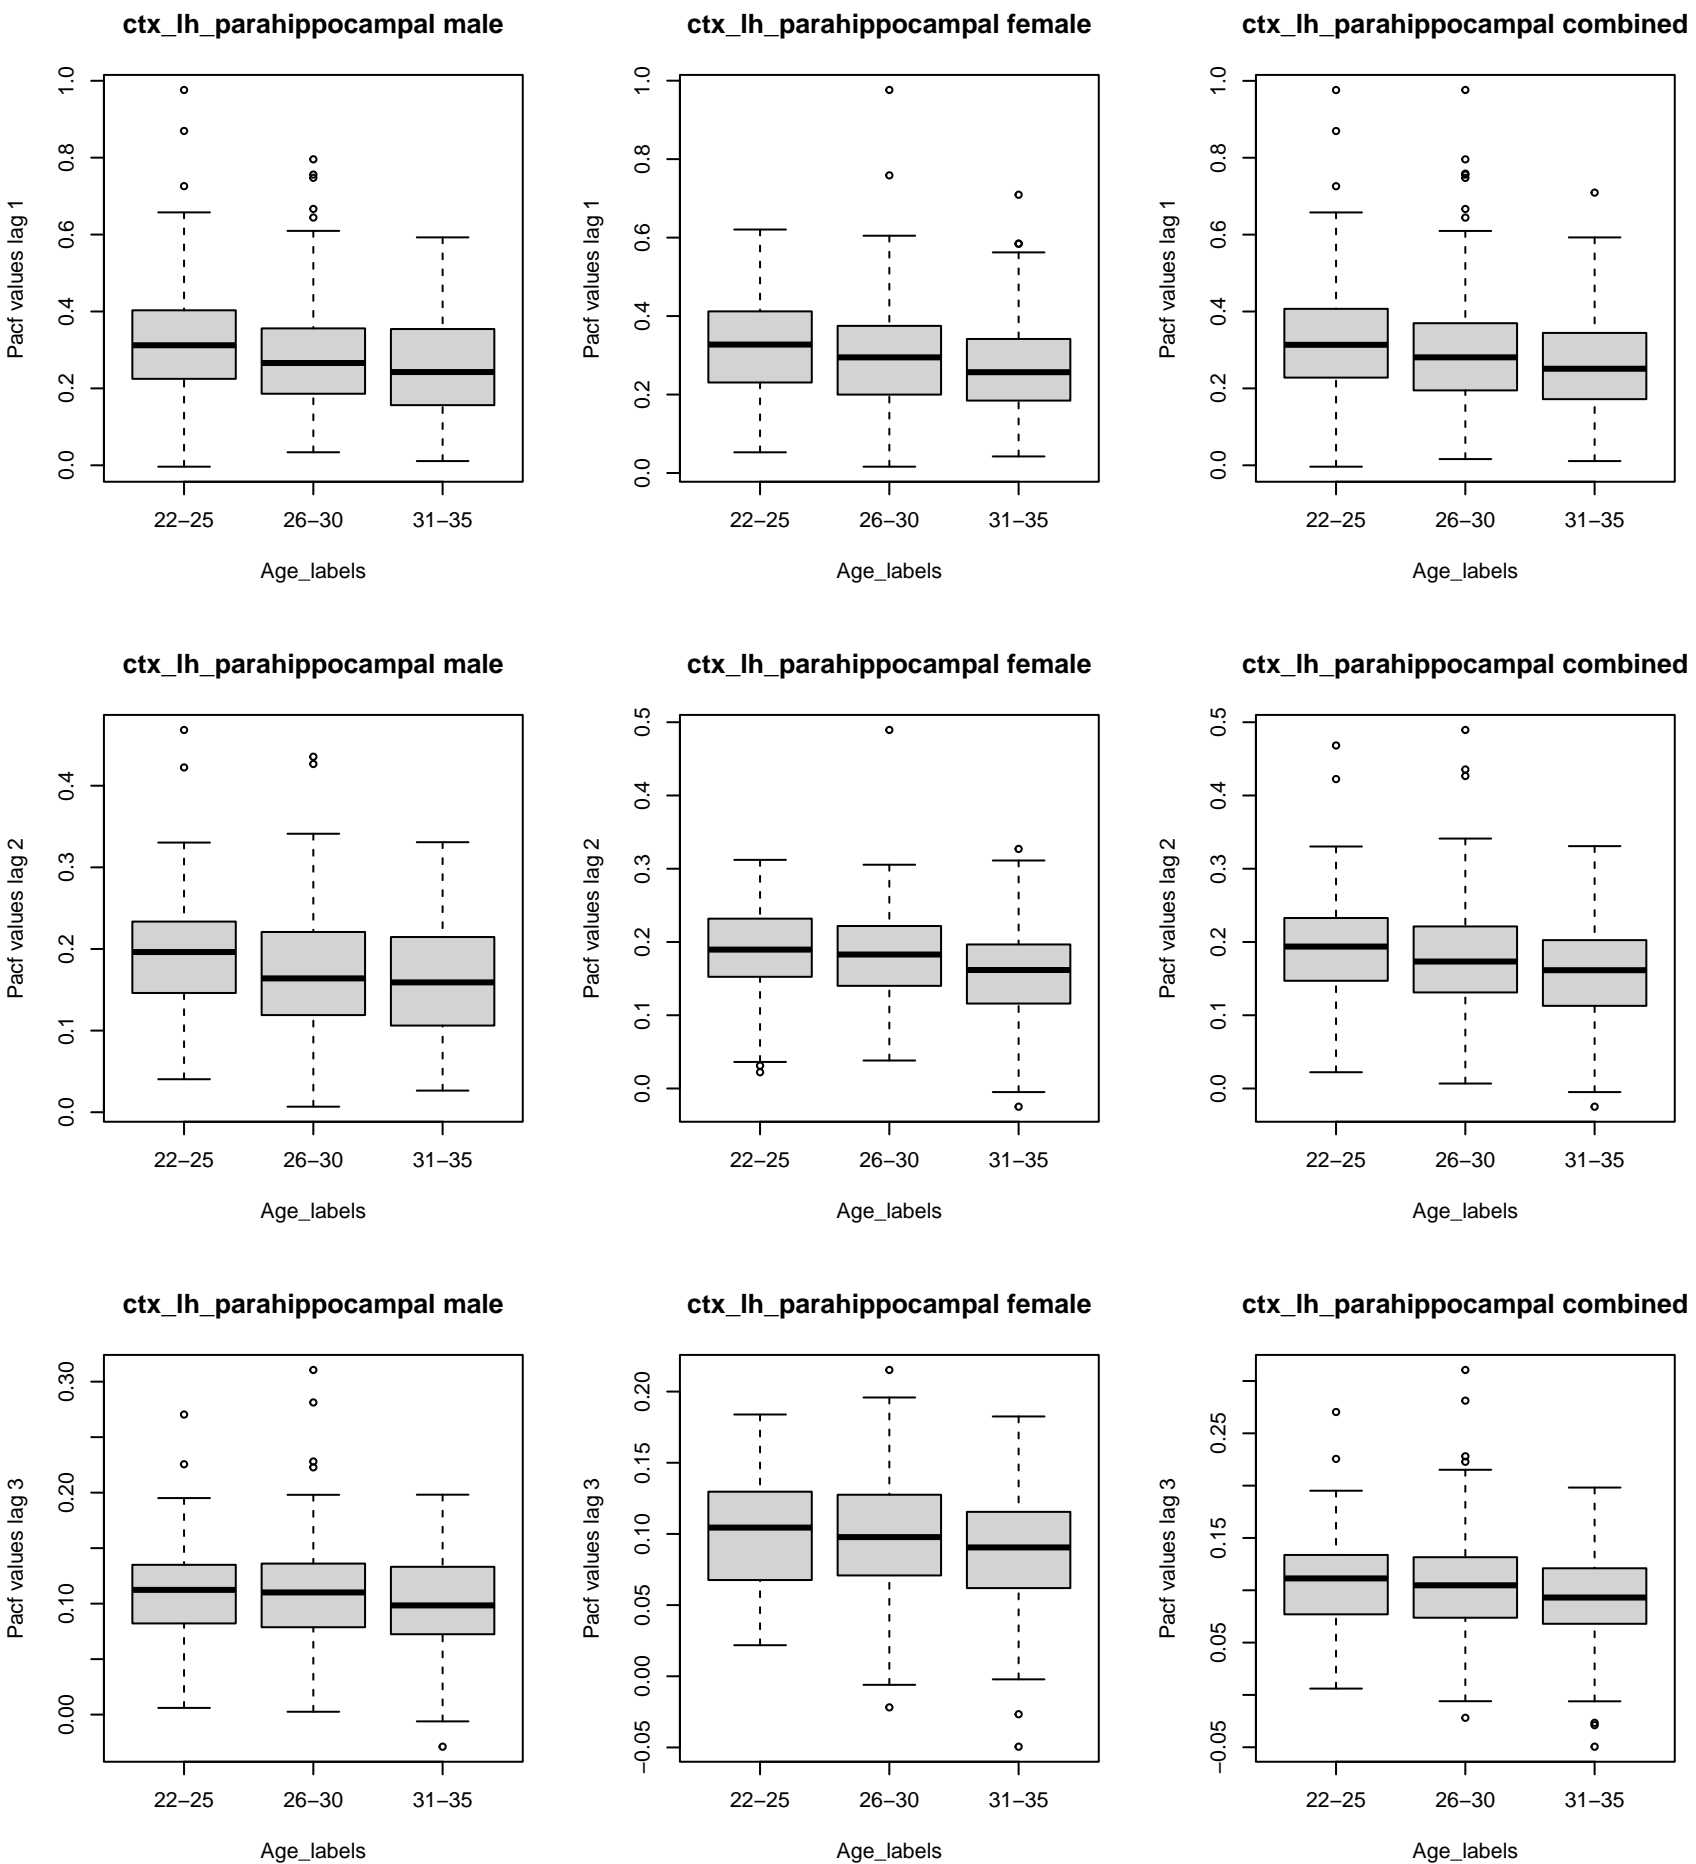 ctx_lh_parahippocampal male
ctx_lh_parahippocampal female
ctx_lh_parahippocampal combined
Pacf values lag 1
0.0 0.2 0.4 0.6 0.8 1.0
22−25 26−30 31−35
Age_labels
Pacf values lag 1
0.0 0.2 0.4 0.6 0.8 1.0
22−25 26−30 31−35
Age_labels
Pacf values lag 1
0.0 0.2 0.4 0.6 0.8 1.0
22−25 26−30 31−35
Age_labels
ctx_lh_parahippocampal male
ctx_lh_parahippocampal female
ctx_lh_parahippocampal combined
Pacf values lag 2
0.0 0.1 0.2 0.3 0.4
22−25 26−30 31−35
Age_labels
Pacf values lag 2
0.0 0.1 0.2 0.3 0.4 0.5
22−25 26−30 31−35
Age_labels
Pacf values lag 2
0.0 0.1 0.2 0.3 0.4 0.5
22−25 26−30 31−35
Age_labels
ctx_lh_parahippocampal male
ctx_lh_parahippocampal female
ctx_lh_parahippocampal combined
Pacf values lag 3
0.00 0.10 0.20 0.30
22−25 26−30 31−35
Age_labels
Pacf values lag 3
−0.05 0.00 0.05 0.10 0.15 0.20
22−25 26−30 31−35
Age_labels
Pacf values lag 3
−0.05 0.05 0.15 0.25
22−25 26−30 31−35
Age_labels